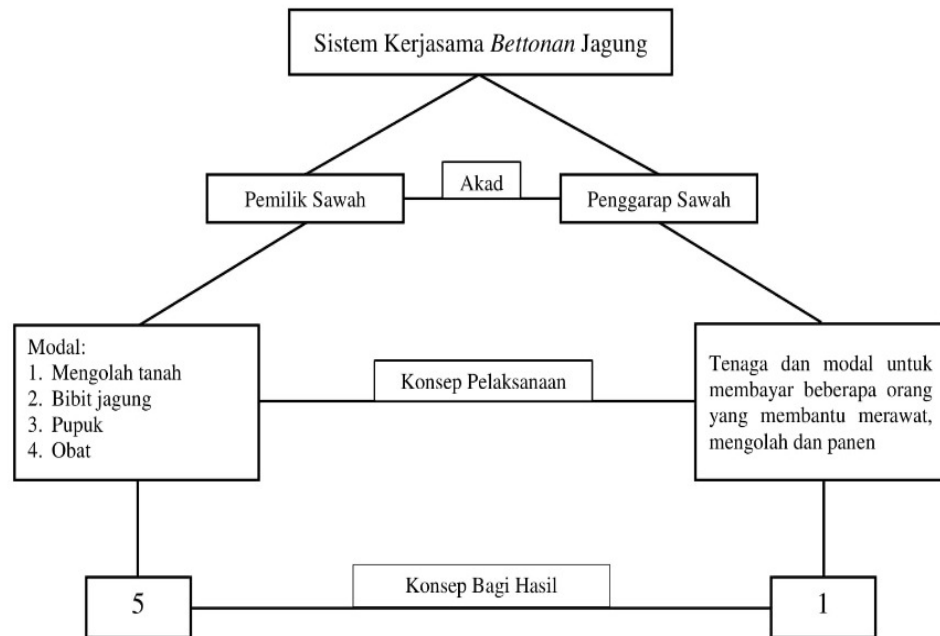 Sistem Kerjasama Bettonan Jagung
Akad
Pemilik Sawah
Penggarap Sawah
Modal:
1. Mengolah tanah
2. Bibit jagung
3. Pupuk
4. Obat
Konsep Pelaksanaan
Tenaga dan modal untuk
membayar beberapa orang
yang membantu merawat,
mengolah dan panen
5
Konsep Bagi Hasil
1